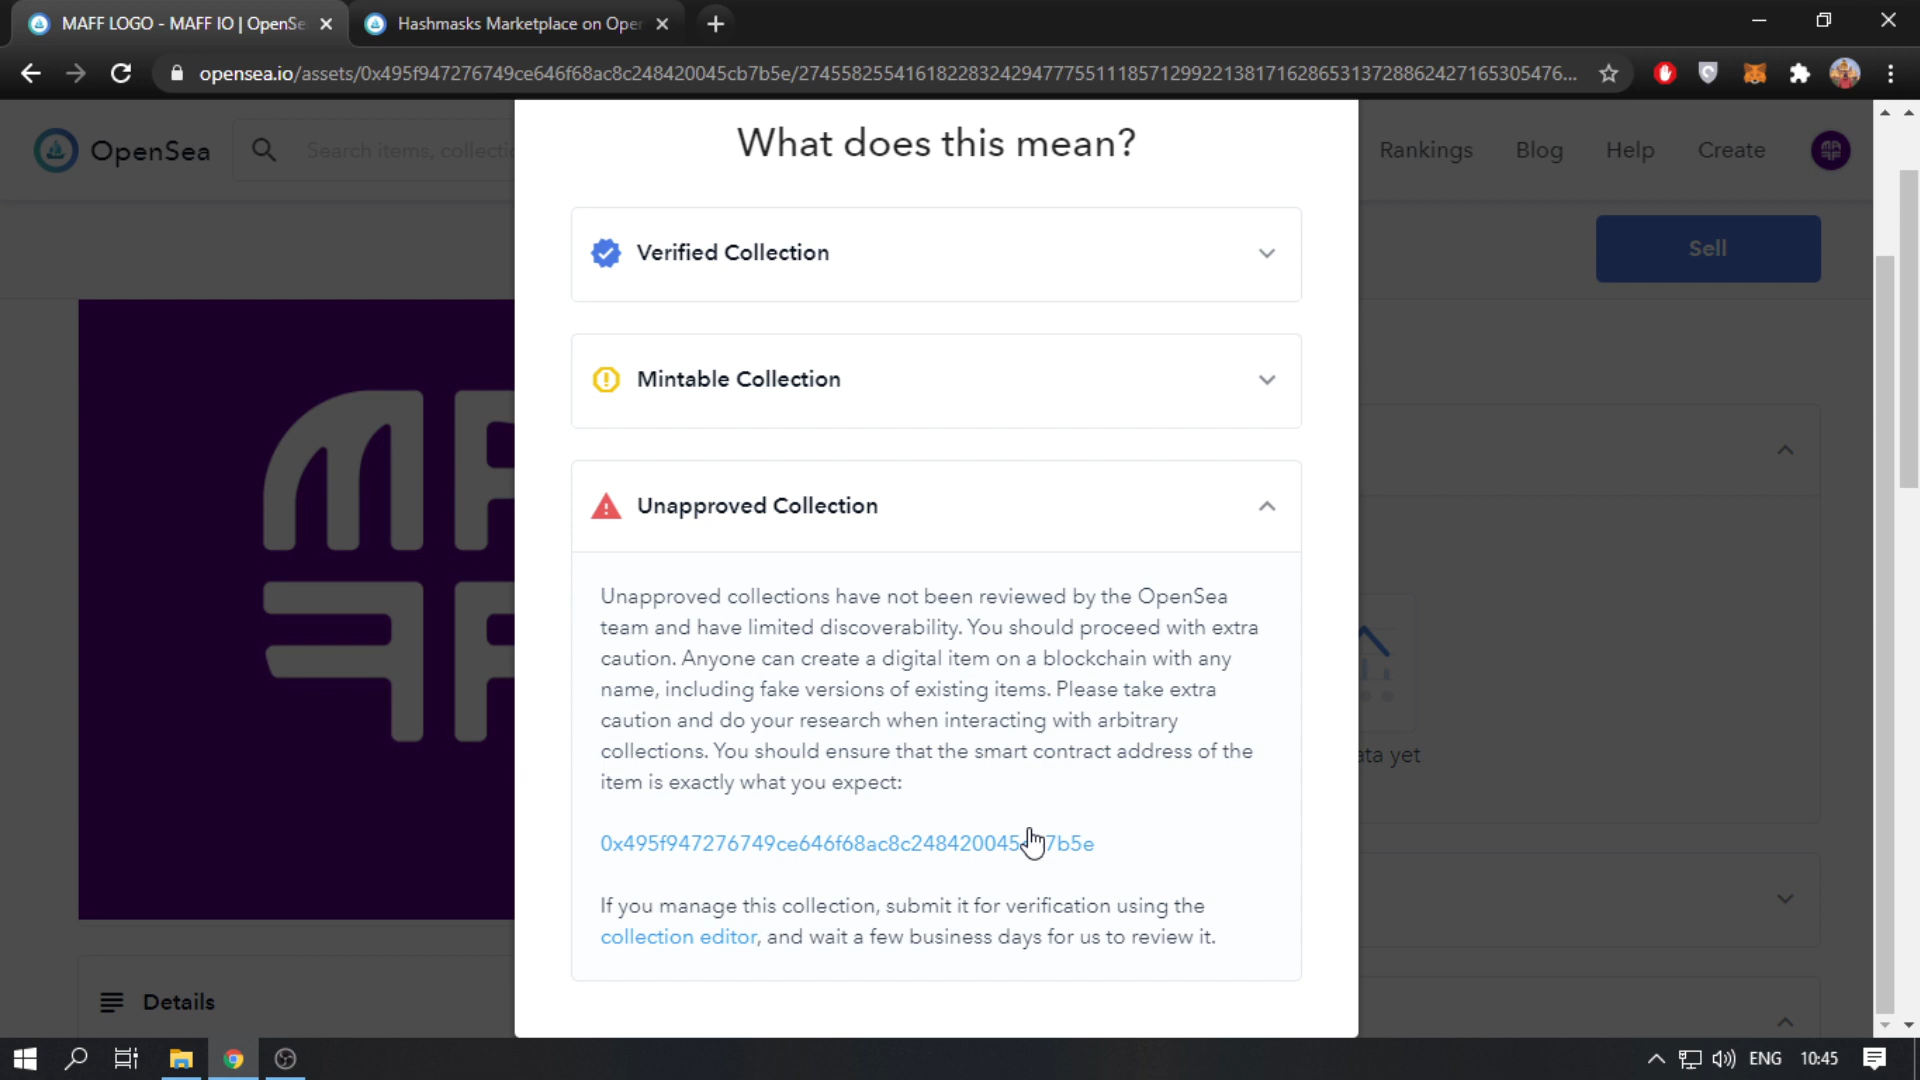 MAFF LOGO - MAFF IO | OpenSe
Hashmasks Marketplace on Oper
opensea.io/assets/0x495f947276749ce646f68ac8c248420045cb7b5e/27455825541618228324294777551118571299221381716286531372886242716530547​6...
OpenSea
Search items, collectio
Rankings
Blog
Help
Create
What does this mean?
Sell
Verified Collection
Mintable Collection
Unapproved Collection
Unapproved collections have not been reviewed by the OpenSea
team and have limited discoverability. You should proceed with extra
caution. Anyone can create a digital item on a blockchain with any
name, including fake versions of existing items. Please take extra
caution and do your research when interacting with arbitrary
collections. You should ensure that the smart contract address of the
item is exactly what you expect:
ata yet
0x495f947276749ce646f68ac8c248420045 7b5e
If you manage this collection, submit it for verification using the
collection editor, and wait a few business days for us to review it.
Details
ENG
10:45